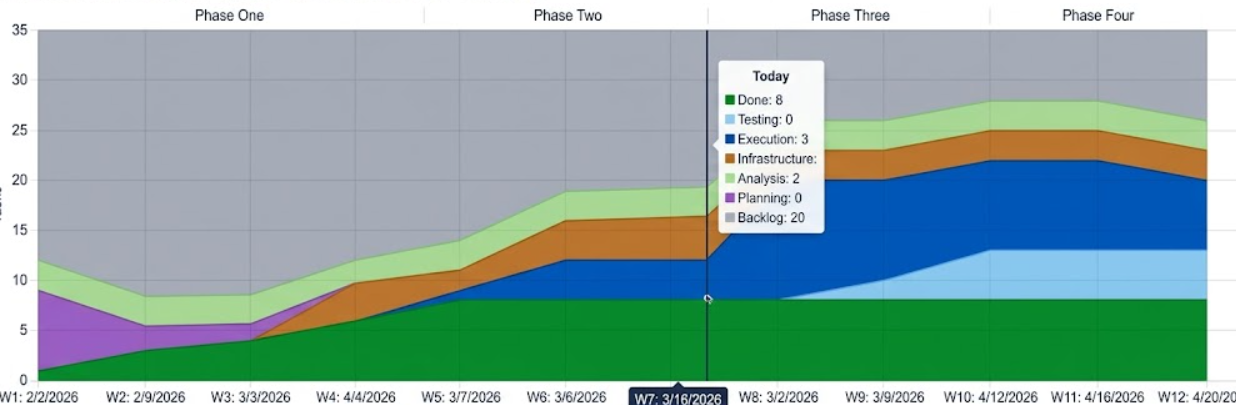 Phase One
Phase Two
Phase Three
Phase Four
35
30
25
20
15
10
5
0
Today
Done: 8
Testing: 0
Execution: 3
Infrastructure:
Analysis: 2
Planning: 0
Backlog: 20
W1: 2/2/2026
W2: 2/9/2026
W3: 3/3/2026
W4: 4/4/2026
W5: 3/7/2026
W6: 3/6/2026
W7: 3/16/2026
W8: 3/2/2026
W9: 3/9/2026
W10: 4/12/2026
W11: 4/16/2026
W12: 4/20/20